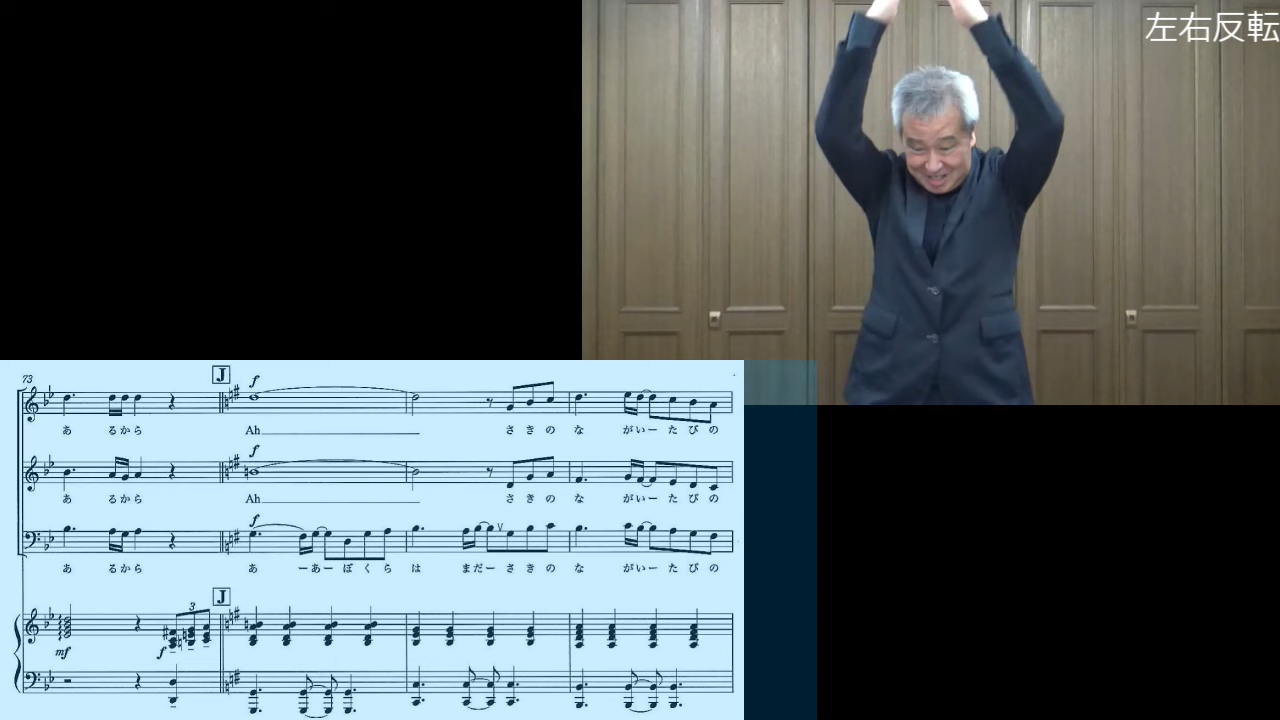 左右反転
73
J
f
あ るから Ah さ き の な がいー た び の
f
あ るから Ah さ き の な がいー た び の
f
あ るから あ ーあー ぼ く ら は まだー さ き の な がいー た び の
J
3
mf f